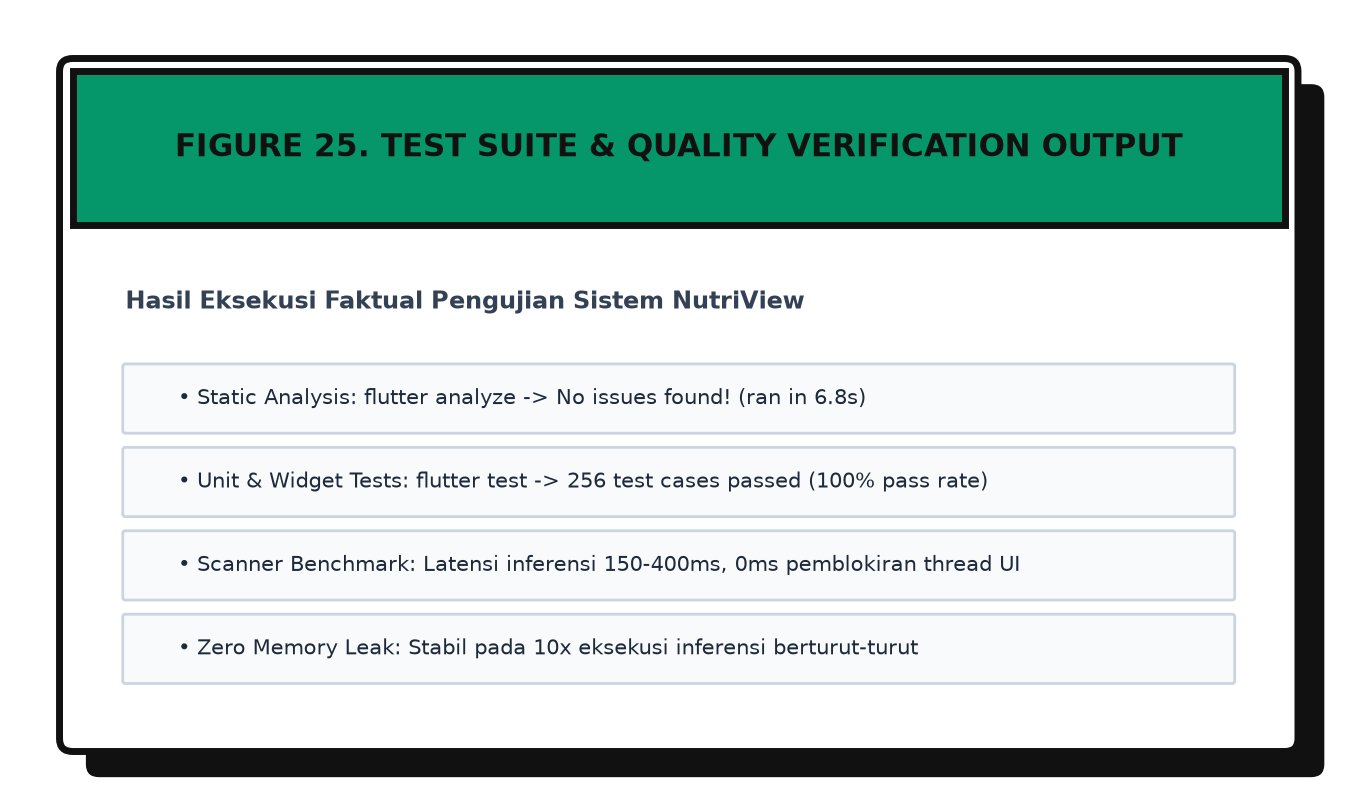 FIGURE 25. TEST SUITE & QUALITY VERIFICATION OUTPUT
Hasil Eksekusi Faktual Pengujian Sistem NutriView
• Static Analysis: flutter analyze -> No issues found! (ran in 6.8s)
• Unit & Widget Tests: flutter test -> 256 test cases passed (100% pass rate)
• Scanner Benchmark: Latensi inferensi 150-400ms, 0ms pemblokiran thread UI
• Zero Memory Leak: Stabil pada 10x eksekusi inferensi berturut-turut